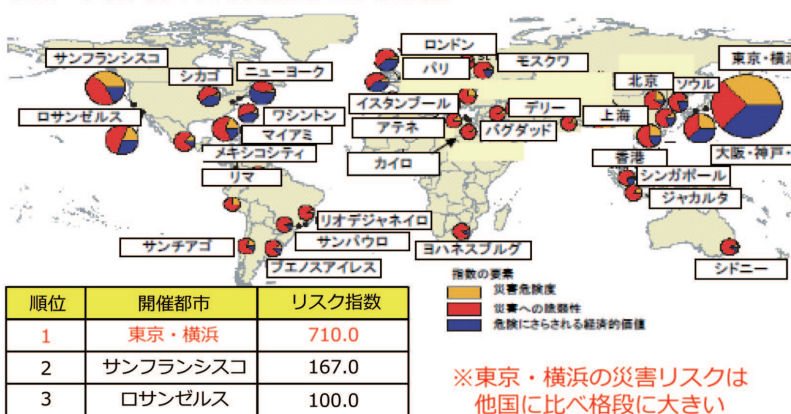 サンフランシスコ
シカゴ
ニューヨーク
ロンドン
パリ
モスクワ
東京・横浜
北京
ソウル
ロサンゼルス
ワシントン
マイアミ
メキシコシティ
リマ
イスタンブール
アテネ
カイロ
バグダッド
デリー
上海
香港
大阪・神戸・
シンガポール
ジャカルタ
リオデジャネイロ
サンパウロ
サンチアゴ
ブエノスアイレス
ヨハネスブルグ
シドニー
指数の要素
災害危険度
災害への脆弱性
危険にさらされる経済的価値
順位 開催都市 リスク指数
1 東京・横浜 710.0
2 サンフランシスコ 167.0
3 ロサンゼルス 100.0
※東京・横浜の災害リスクは
他国に比べ格段に大きい